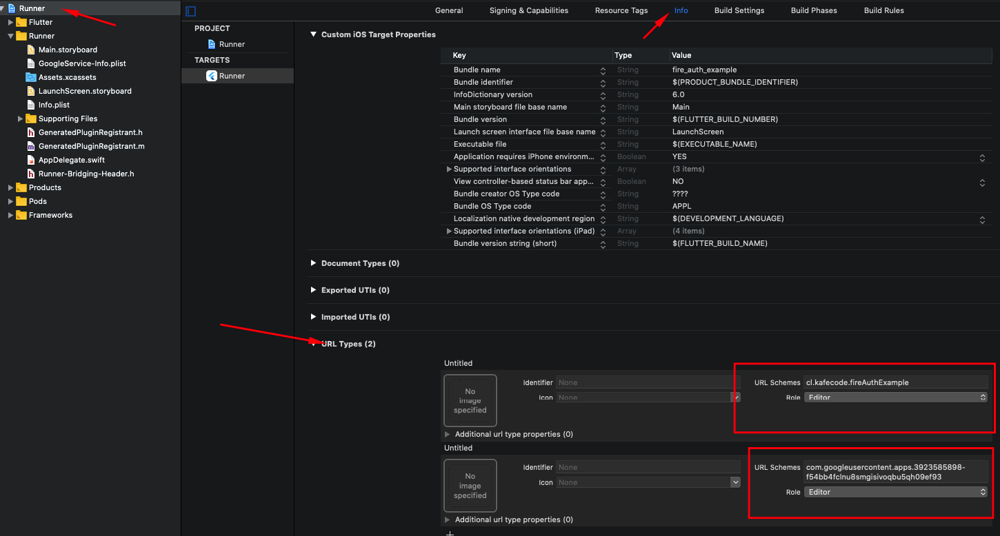 Runner
Flutter
Runner
Main.storyboard
GoogleService-Info.plist
Assets.xcassets
LaunchScreen.storyboard
Info.plist
Supporting Files
GeneratedPluginRegistrant.h
GeneratedPluginRegistrant.m
AppDelegate.swift
Runner-Bridging-Header.h
Products
Pods
Frameworks
PROJECT
Runner
TARGETS
Runner
General Signing & Capabilities Resource Tags Info Build Settings Build Phases Build Rules
Custom iOS Target Properties
Key Type Value
Bundle name String fire_auth_example
Bundle identifier String $(PRODUCT_BUNDLE_IDENTIFIER)
InfoDictionary version String 6.0
Main storyboard file base name String Main
Bundle version String $(FLUTTER_BUILD_NUMBER)
Launch screen interface file base name String LaunchScreen
Executable file String $(EXECUTABLE_NAME)
Application requires iPhone environm... Boolean YES
Supported interface orientations Array (3 items)
View controller-based status bar app... Boolean NO
Bundle creator OS Type code String ????
Bundle OS Type code String APPL
Localization native development region String $(DEVELOPMENT_LANGUAGE)
Supported interface orientations (iPad) Array (4 items)
Bundle version string (short) String $(FLUTTER_BUILD_NAME)
Document Types (0)
Exported UTIs (0)
Imported UTIs (0)
URL Types (2)
Untitled
No
image
specified
Identifier None
Icon None
URL Schemes cl.kafecode.fireAuthExample
Role Editor
Additional url type properties (0)
Untitled
No
image
specified
Identifier None
Icon None
URL Schemes com.googleusercontent.apps.3923585898-
f54bb4fclnu8smgisivoqbu5qh09ef93
Role Editor
Additional url type properties (0)